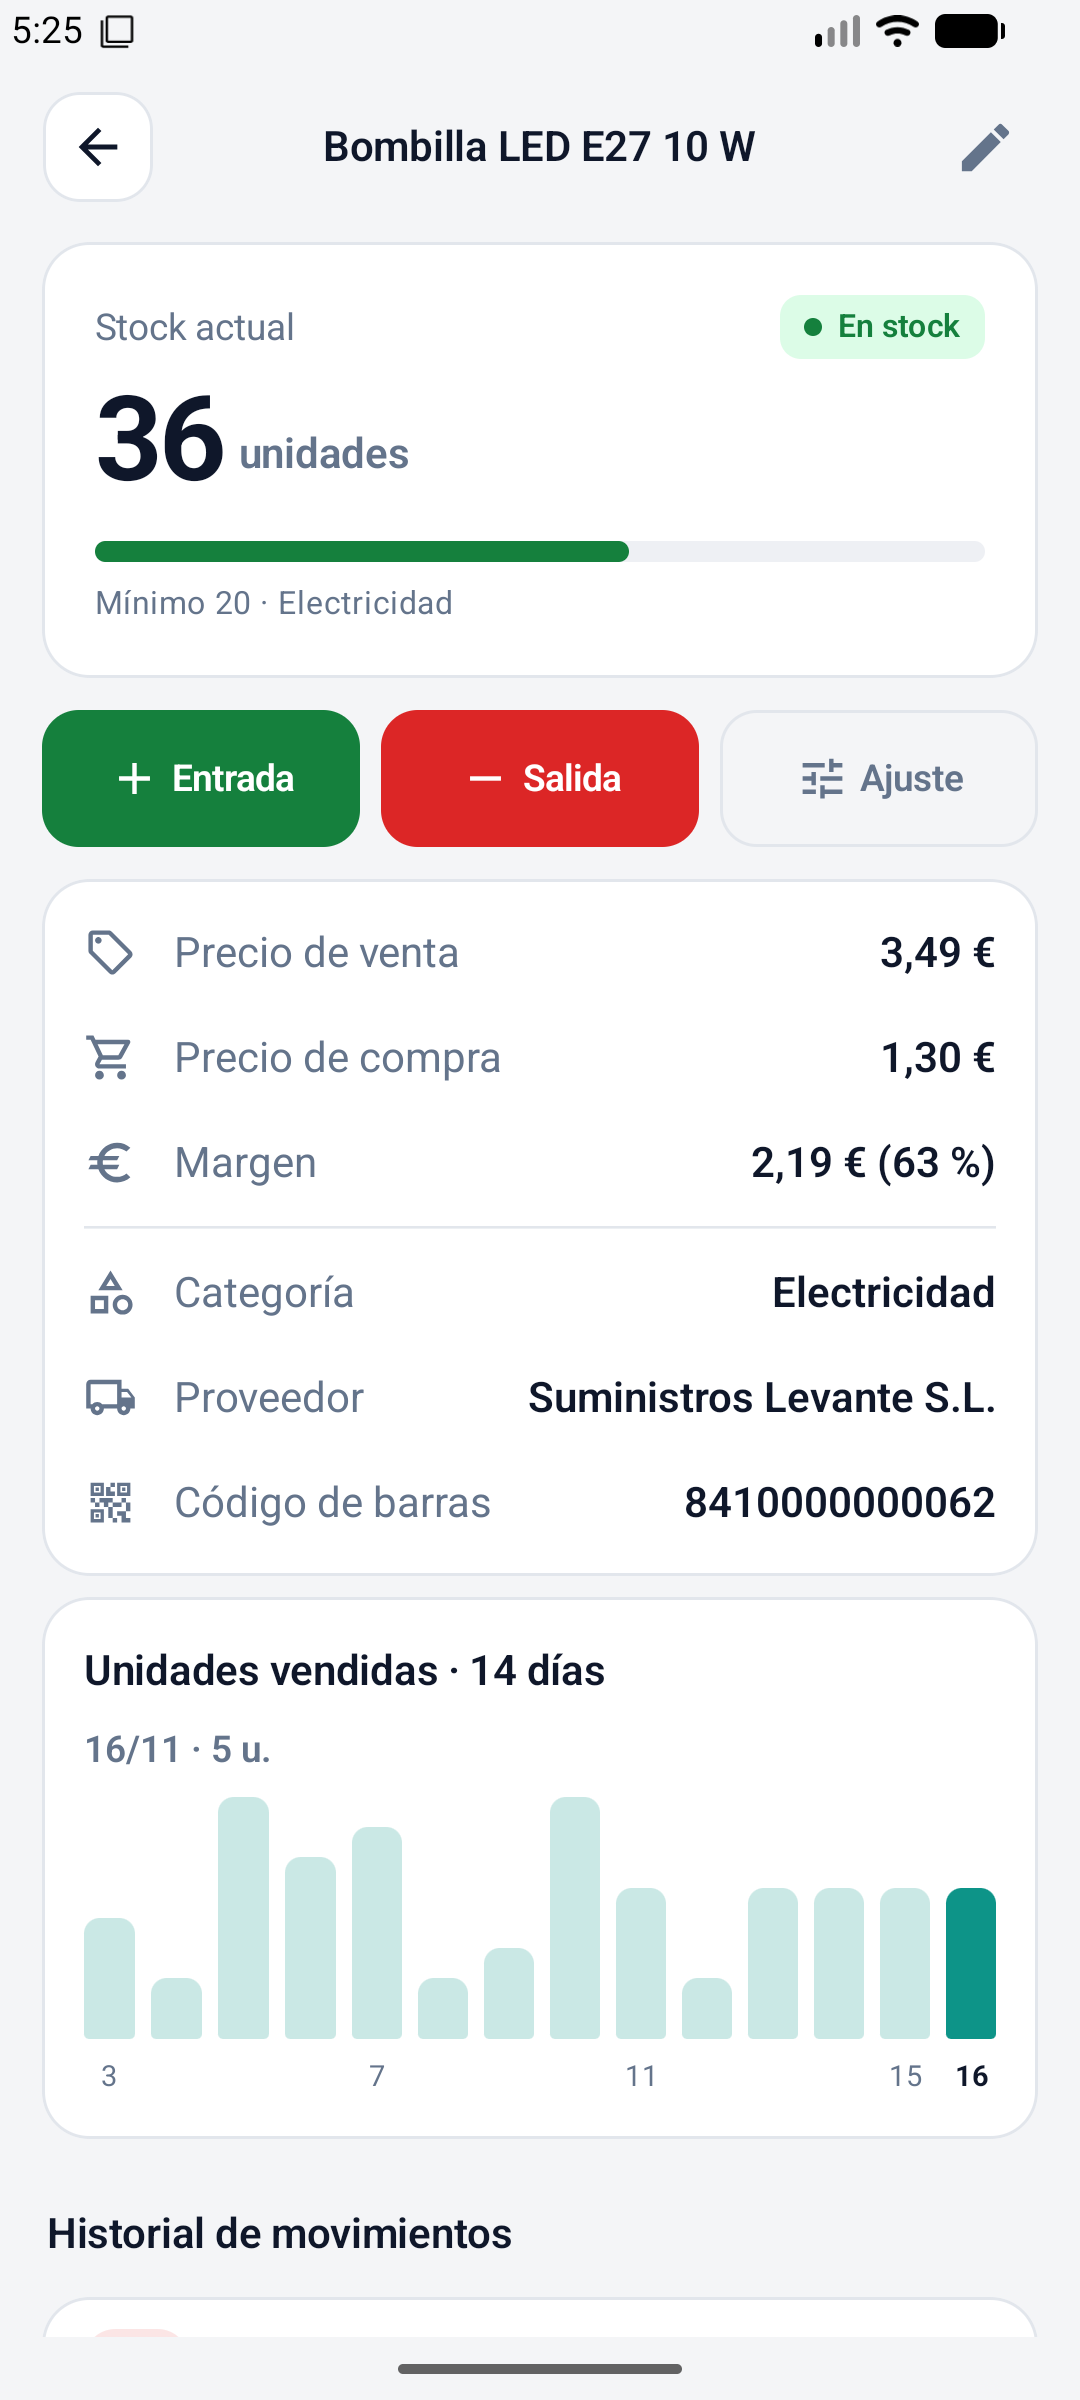 5:25
Bombilla LED E27 10 W
Stock actual
En stock
36 unidades
Mínimo 20 · Electricidad
Entrada
Salida
Ajuste
Precio de venta 3,49 €
Precio de compra 1,30 €
Margen 2,19 € (63 %)
Categoría Electricidad
Proveedor Suministros Levante S.L.
Código de barras 8410000000062
Unidades vendidas · 14 días
16/11 · 5 u.
3 7 11 15 16
Historial de movimientos